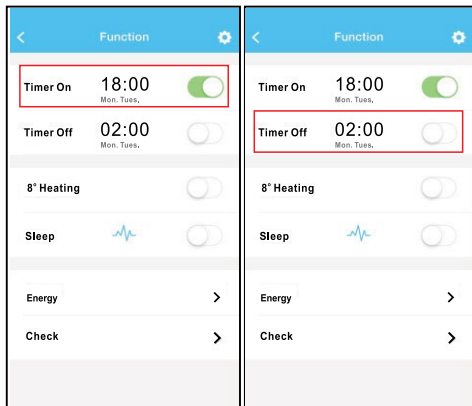 Function
Timer On 18:00
Mon. Tues.
Timer Off 02:00
Mon. Tues.
8° Heating
Sleep
Energy
Check
Function
Timer On 18:00
Mon. Tues.
Timer Off 02:00
Mon. Tues.
8° Heating
Sleep
Energy
Check